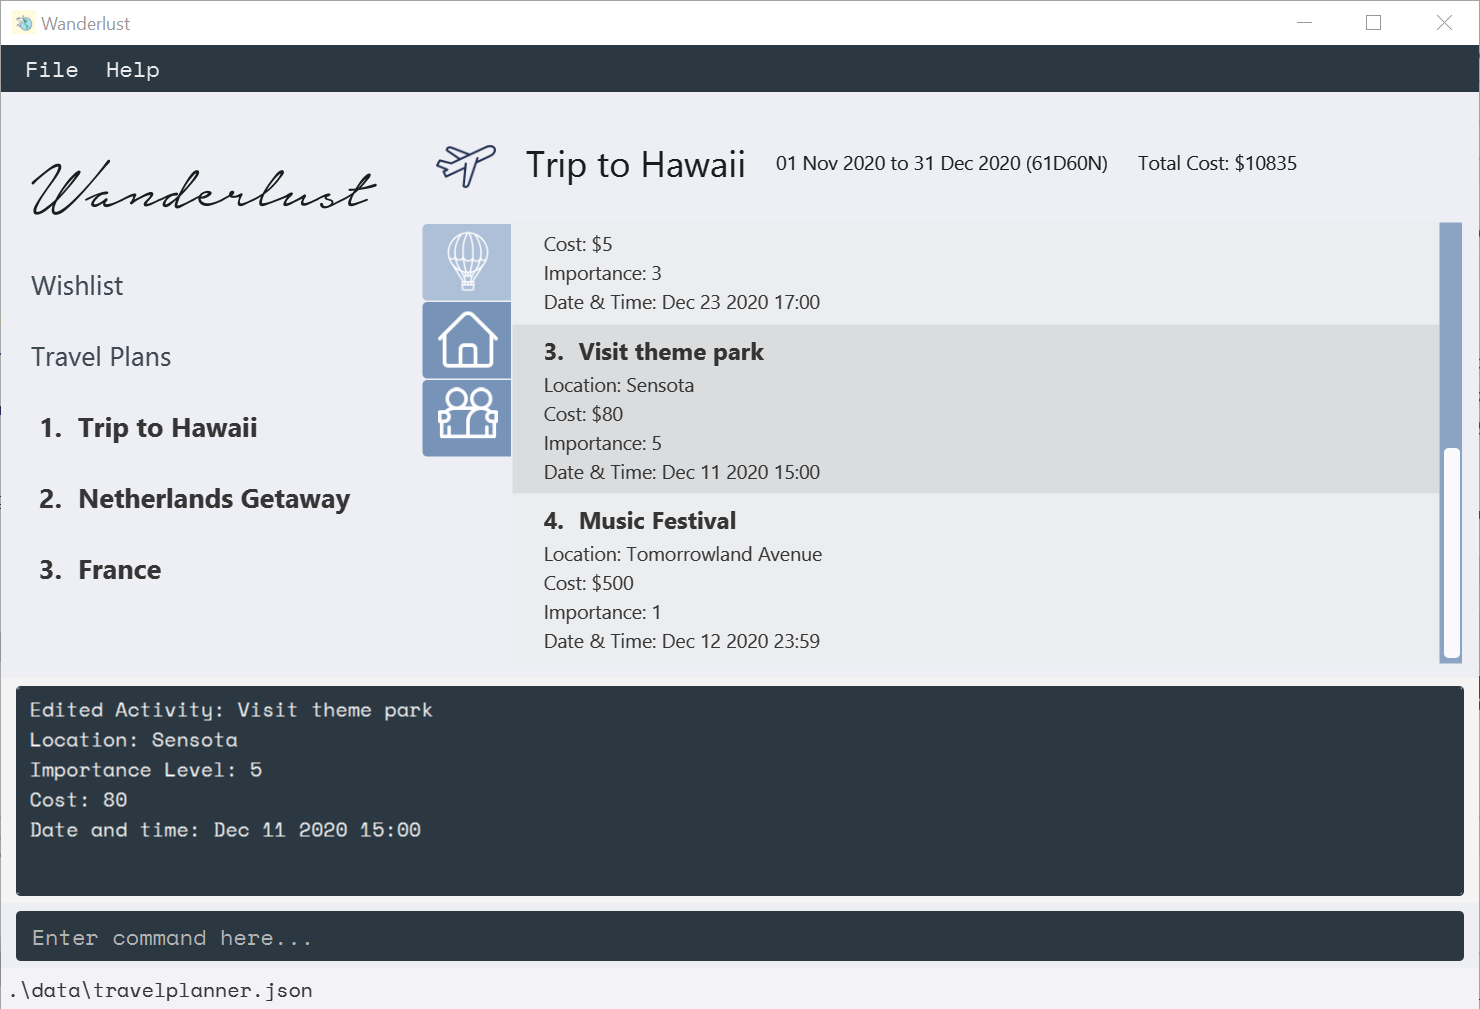 Wanderlust
File Help
Wanderlust
Wishlist
Travel Plans
1. Trip to Hawaii
2. Netherlands Getaway
3. France
Trip to Hawaii 01 Nov 2020 to 31 Dec 2020 (61D60N) Total Cost: $10835
Cost: $5
Importance: 3
Date & Time: Dec 23 2020 17:00
3. Visit theme park
Location: Sensota
Cost: $80
Importance: 5
Date & Time: Dec 11 2020 15:00
4. Music Festival
Location: Tomorrowland Avenue
Cost: $500
Importance: 1
Date & Time: Dec 12 2020 23:59
Edited Activity: Visit theme park
Location: Sensota
Importance Level: 5
Cost: 80
Date and time: Dec 11 2020 15:00
Enter command here...
.\data\travelplanner.json